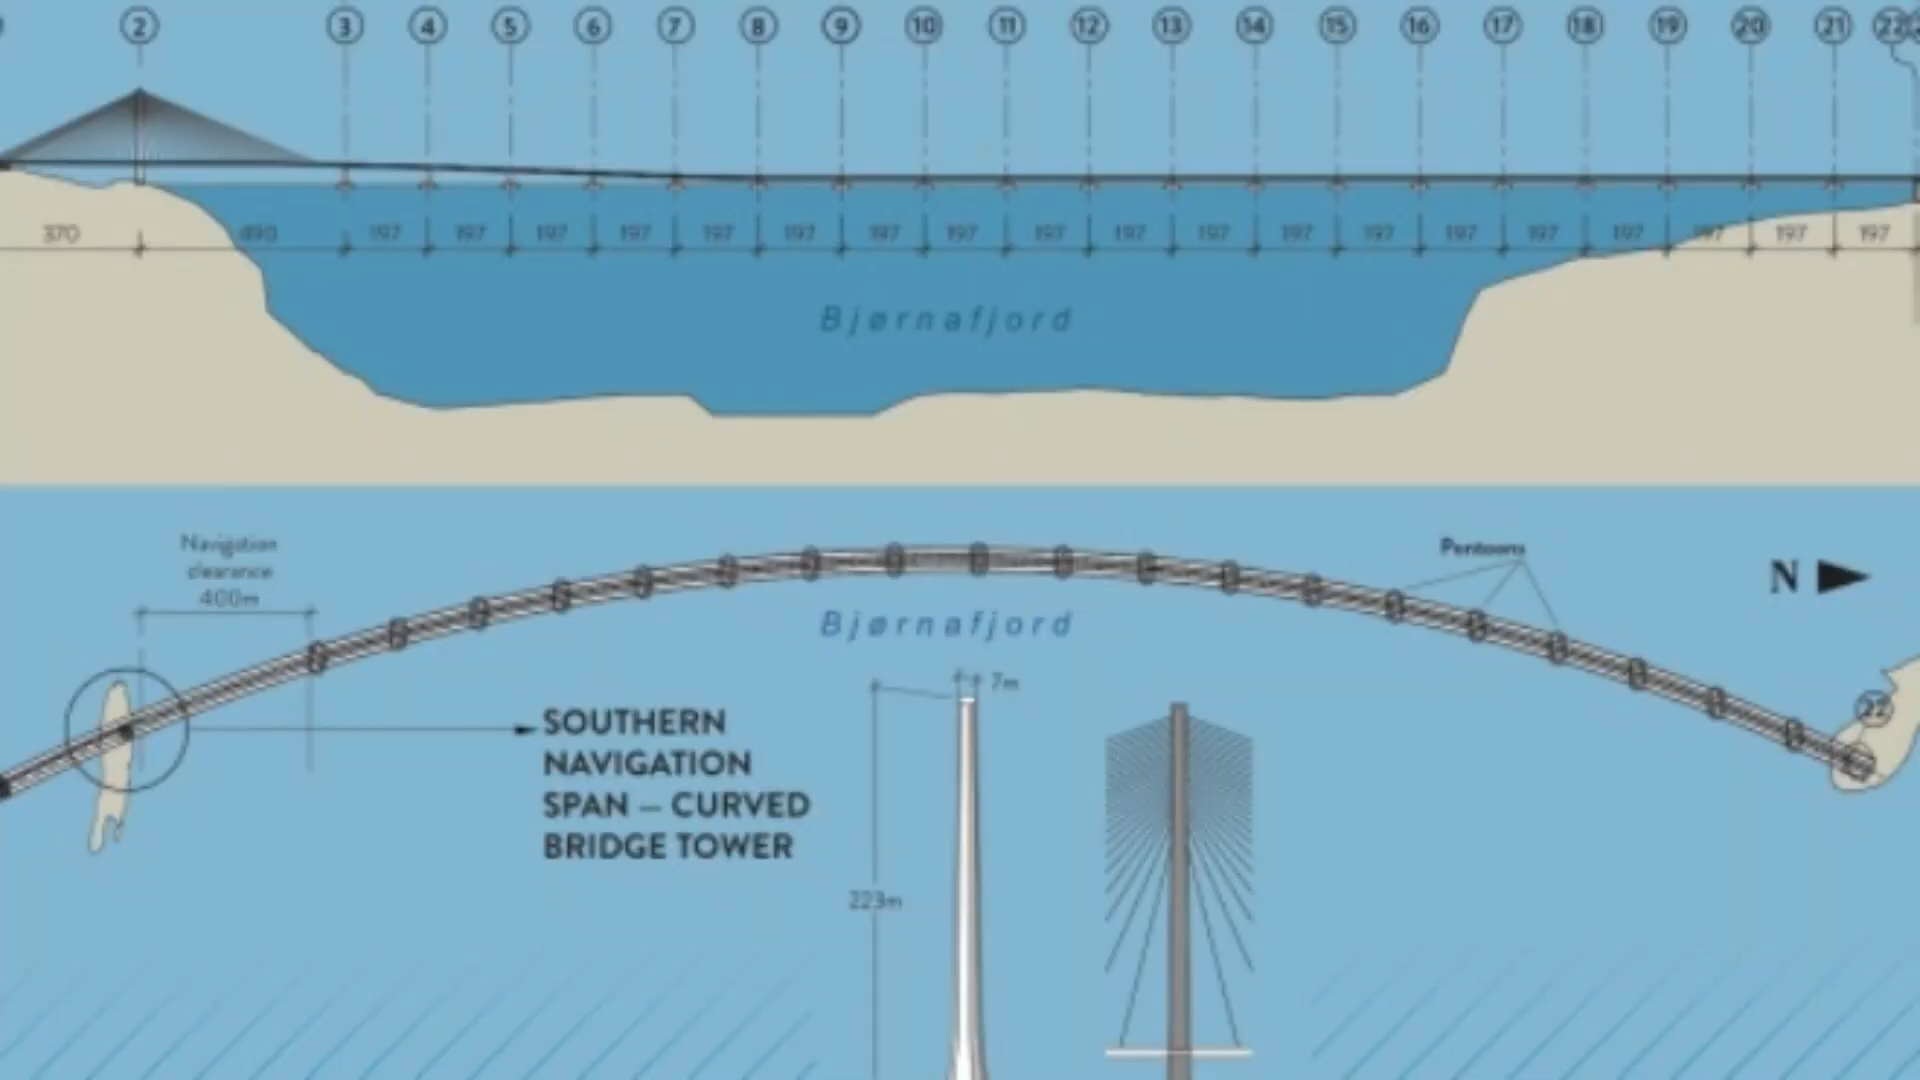 2 3 4 5 6 7 8 9 10 11 12 13 14 15 16 17 18 19 20 21 22
370 490 197 197 197 197 197 197 197 197 197 197 197 197 197 197 197 197 197 197 197
Bjørnafjord
Navigation
clearance
400m
Pontoons
N
Bjørnafjord
7m
22
SOUTHERN
NAVIGATION
SPAN – CURVED
BRIDGE TOWER
223m